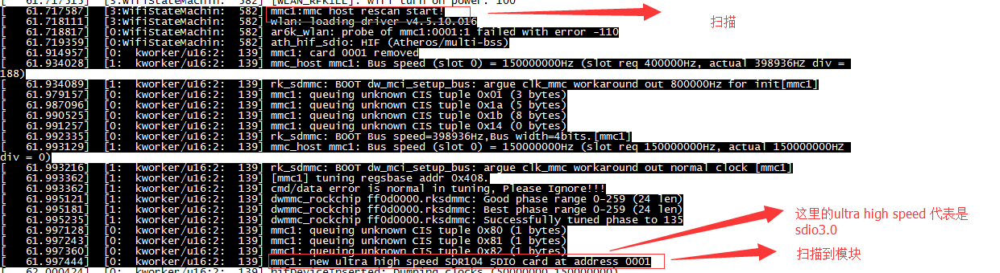 [   61.717513]  [3:WifiStateMachin:  582] [WLAN_RFKILL]: wifi turn on power: 100
[   61.717587]  [3:WifiStateMachin:  582] mmc1:mmc host rescan start!
扫描
[   61.718111]  [3:WifiStateMachin:  582] wlan: loading driver v4.5.10.016
[   61.718817]  [0:WifiStateMachin:  582] ar6k_wlan: probe of mmc1:0001:1 failed with error -110
[   61.719359]  [0:WifiStateMachin:  582] ath_hif_sdio: HIF (Atheros/multi-bss)
[   61.914957]  [0:  kworker/u16:2:  139] mmc1: card 0001 removed
[   61.934028]  [1:  kworker/u16:2:  139] mmc_host mmc1: Bus speed (slot 0) = 150000000Hz (slot req 400000Hz, actual 398936HZ div =
188)
[   61.934089]  [1:  kworker/u16:2:  139] rk_sdmmc: BOOT dw_mci_setup_bus: argue clk_mmc workaround out 800000Hz for init[mmc1]
[   61.979157]  [0:  kworker/u16:2:  139] mmc1: queuing unknown CIS tuple 0x01 (3 bytes)
[   61.987096]  [0:  kworker/u16:2:  139] mmc1: queuing unknown CIS tuple 0x1a (5 bytes)
[   61.990525]  [0:  kworker/u16:2:  139] mmc1: queuing unknown CIS tuple 0x1b (8 bytes)
[   61.991257]  [0:  kworker/u16:2:  139] mmc1: queuing unknown CIS tuple 0x14 (0 bytes)
[   61.992335]  [0:  kworker/u16:2:  139] rk_sdmmc: BOOT Bus speed=398936Hz,Bus width=4bits.[mmc1]
[   61.993129]  [1:  kworker/u16:2:  139] mmc_host mmc1: Bus speed (slot 0) = 150000000Hz (slot req 150000000Hz, actual 150000000HZ
div = 0)
[   61.993216]  [1:  kworker/u16:2:  139] rk_sdmmc: BOOT dw_mci_setup_bus: argue clk_mmc workaround out normal clock [mmc1]
[   61.993362]  [1:  kworker/u16:2:  139] [mmc1] tuning regsbase addr 0x408.
[   61.993362]  [1:  kworker/u16:2:  139] cmd/data error is normal in tuning, Please Ignore!!!
[   61.995121]  [1:  kworker/u16:2:  139] dwmmc_rockchip ff0d0000.rksdmmc: Good phase range 0-259 (24 len)
[   61.995181]  [1:  kworker/u16:2:  139] dwmmc_rockchip ff0d0000.rksdmmc: Best phase range 0-259 (24 len)
[   61.995235]  [1:  kworker/u16:2:  139] dwmmc_rockchip ff0d0000.rksdmmc: Successfully tuned phase to 135
这里的ultra high speed 代表是
sdio3.0
[   61.997128]  [0:  kworker/u16:2:  139] mmc1: queuing unknown CIS tuple 0x80 (1 bytes)
[   61.997243]  [0:  kworker/u16:2:  139] mmc1: queuing unknown CIS tuple 0x81 (1 bytes)
[   61.997360]  [0:  kworker/u16:2:  139] mmc1: queuing unknown CIS tuple 0x82 (1 bytes)
[   61.997444]  [0:  kworker/u16:2:  139] mmc1: new ultra high speed SDR104 SDIO card at address 0001
扫描到模块
[   62.000424]  [0:  kworker/u16:2:  139] hifDeviceInserted: Dumping clocks (50000000,150000000)